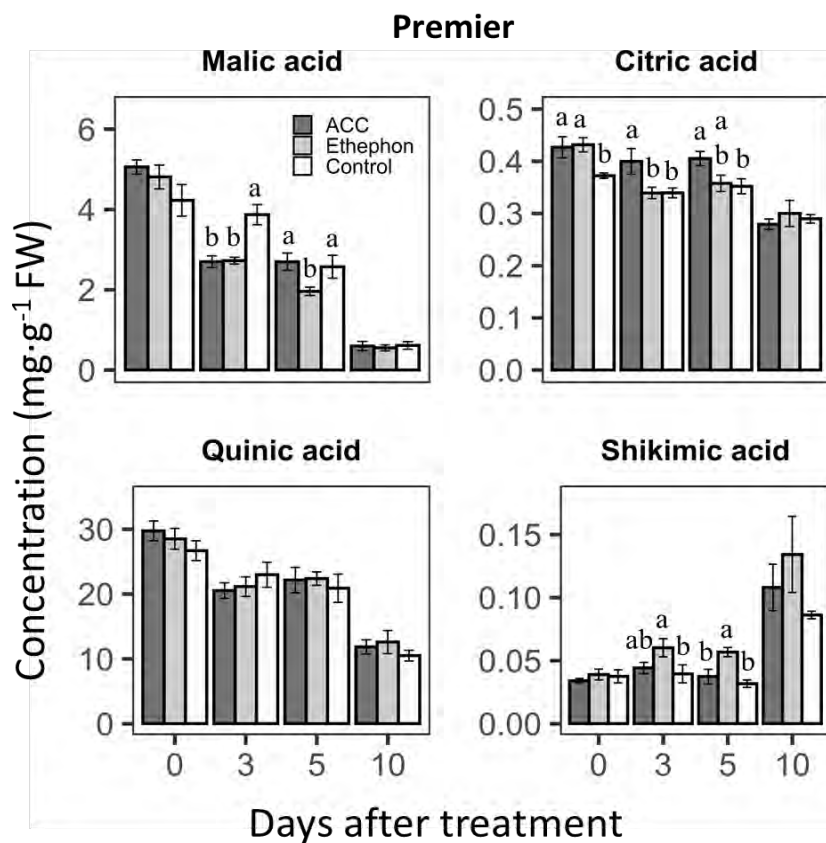 Premier
Malic acid
Citric acid
6
4
2
0
ACC
Ethephon
Control
b b a
a b a
0.5
0.4
0.3
0.2
0.1
0.0
a a b
a b b
a a
b b
Concentration (mg·g⁻¹ FW)
Quinic acid
Shikimic acid
30
20
10
0
0 3 5 10
0.15
0.10
0.05
0.00
ab a b
b a b
0 3 5 10
Days after treatment